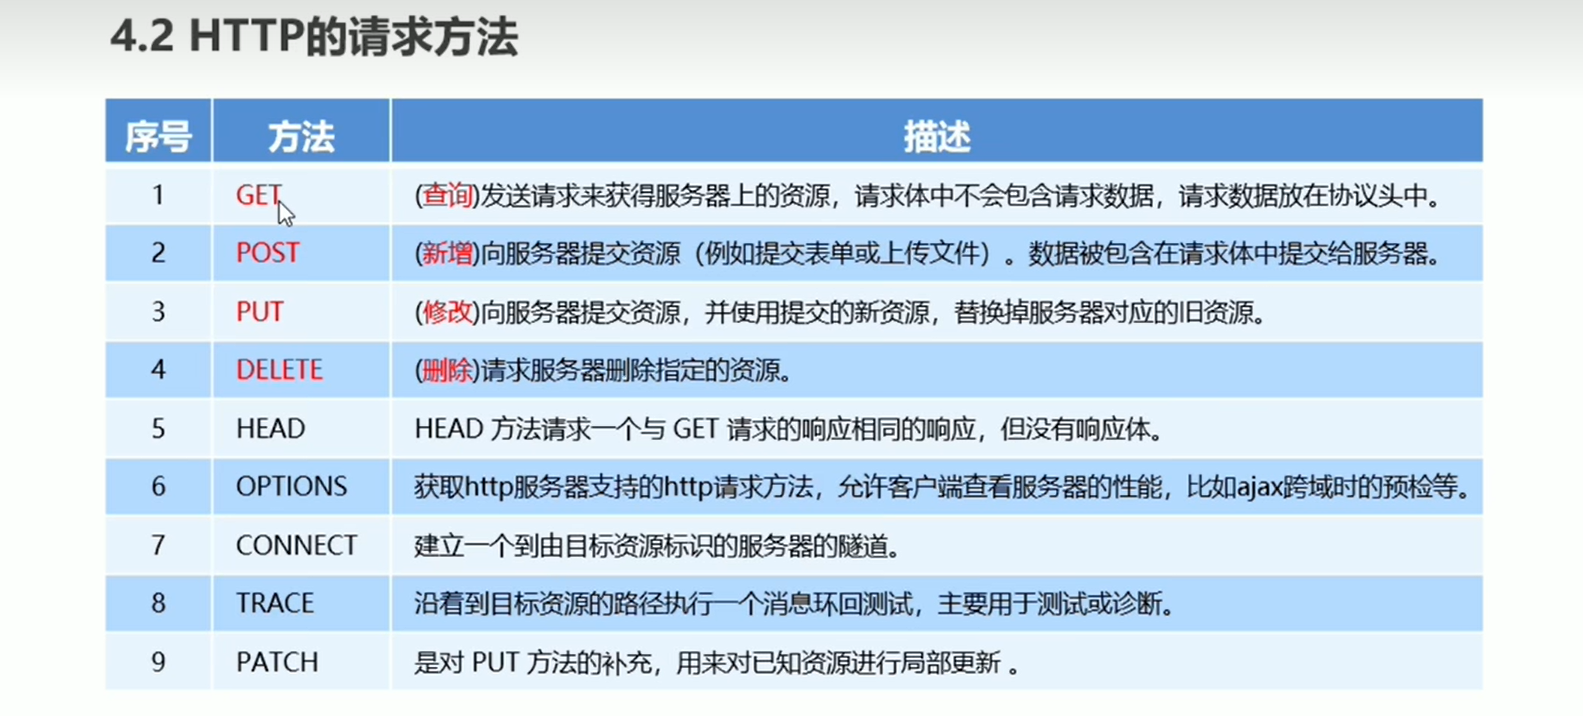 4.2 HTTP的请求方法
序号 方法 描述
1 GET (查询)发送请求来获得服务器上的资源，请求体中不会包含请求数据，请求数据放在协议头中。
2 POST (新增)向服务器提交资源（例如提交表单或上传文件）。数据被包含在请求体中提交给服务器。
3 PUT (修改)向服务器提交资源，并使用提交的新资源，替换掉服务器对应的旧资源。
4 DELETE (删除)请求服务器删除指定的资源。
5 HEAD HEAD 方法请求一个与 GET 请求的响应相同的响应，但没有响应体。
6 OPTIONS 获取http服务器支持的http请求方法，允许客户端查看服务器的性能，比如ajax跨域时的预检等。
7 CONNECT 建立一个到由目标资源标识的服务器的隧道。
8 TRACE 沿着到目标资源的路径执行一个消息环回测试，主要用于测试或诊断。
9 PATCH 是对 PUT 方法的补充，用来对已知资源进行局部更新 。